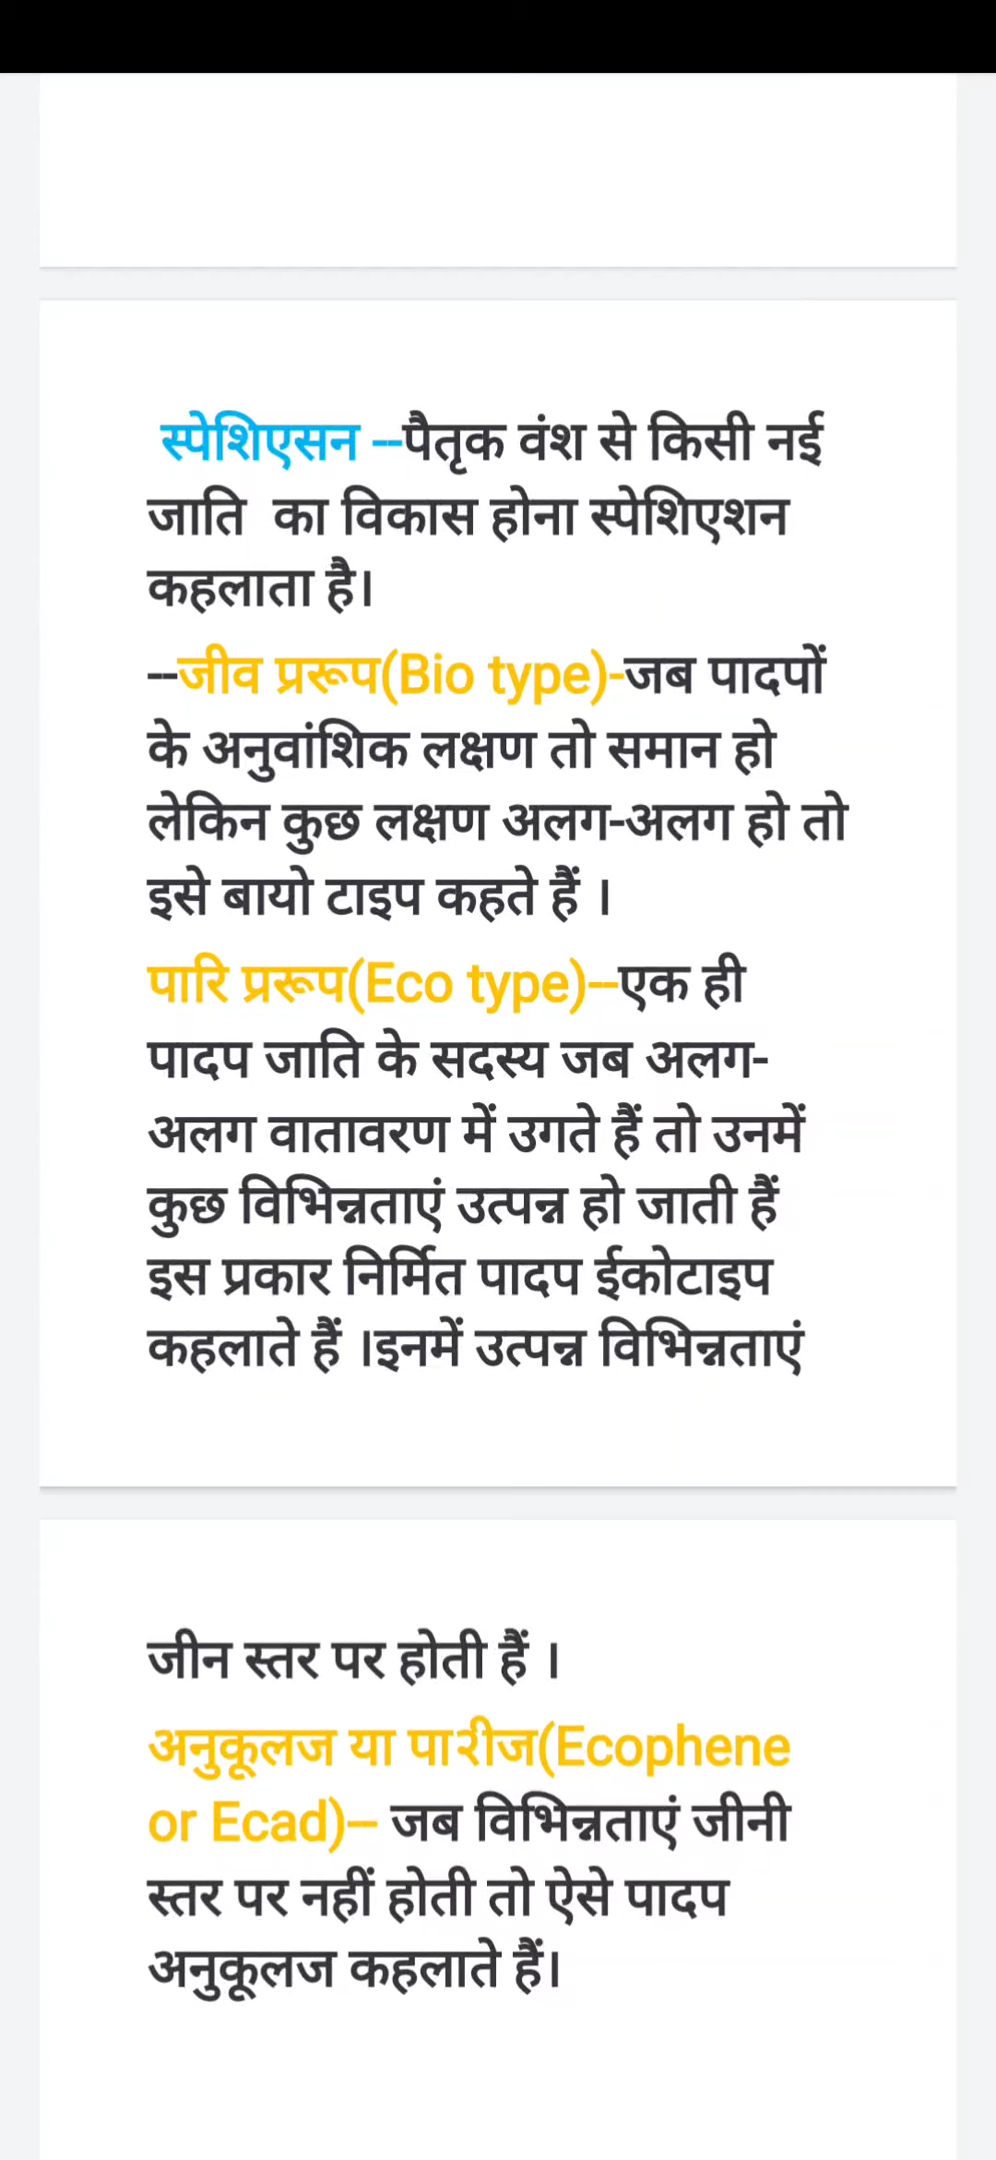 स्पेशिएसन --पैतृक वंश से किसी नई
जाति का विकास होना स्पेशिएशन
कहलाता है।
--जीव प्ररूप(Bio type)-जब पादपों
के अनुवांशिक लक्षण तो समान हो
लेकिन कुछ लक्षण अलग-अलग हो तो
इसे बायो टाइप कहते हैं ।
पारि प्ररूप(Eco type)--एक ही
पादप जाति के सदस्य जब अलग-
अलग वातावरण में उगते हैं तो उनमें
कुछ विभिन्नताएं उत्पन्न हो जाती हैं
इस प्रकार निर्मित पादप ईकोटाइप
कहलाते हैं ।इनमें उत्पन्न विभिन्नताएं
जीन स्तर पर होती हैं ।
अनुकूलज या पारीज(Ecophene
or Ecad)-- जब विभिन्नताएं जीनी
स्तर पर नहीं होती तो ऐसे पादप
अनुकूलज कहलाते हैं।